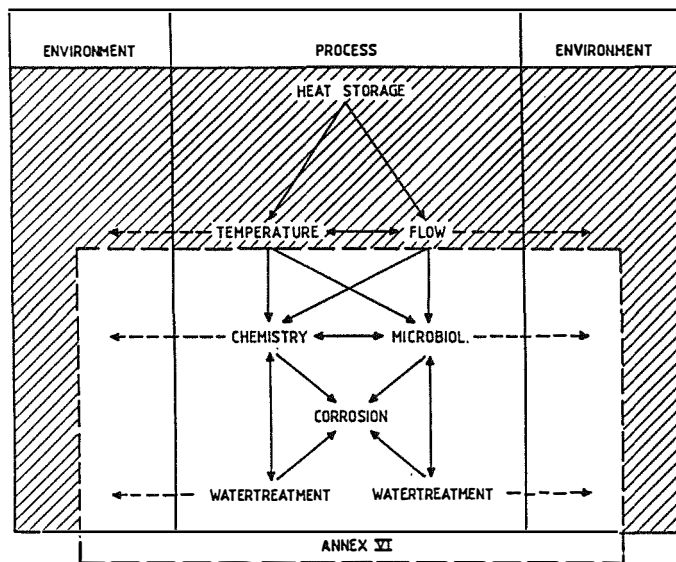 ENVIRONMENT PROCESS ENVIRONMENT
HEAT STORAGE
TEMPERATURE FLOW
CHEMISTRY MICROBIOL.
CORROSION
WATERTREATMENT WATERTREATMENT
ANNEX VI